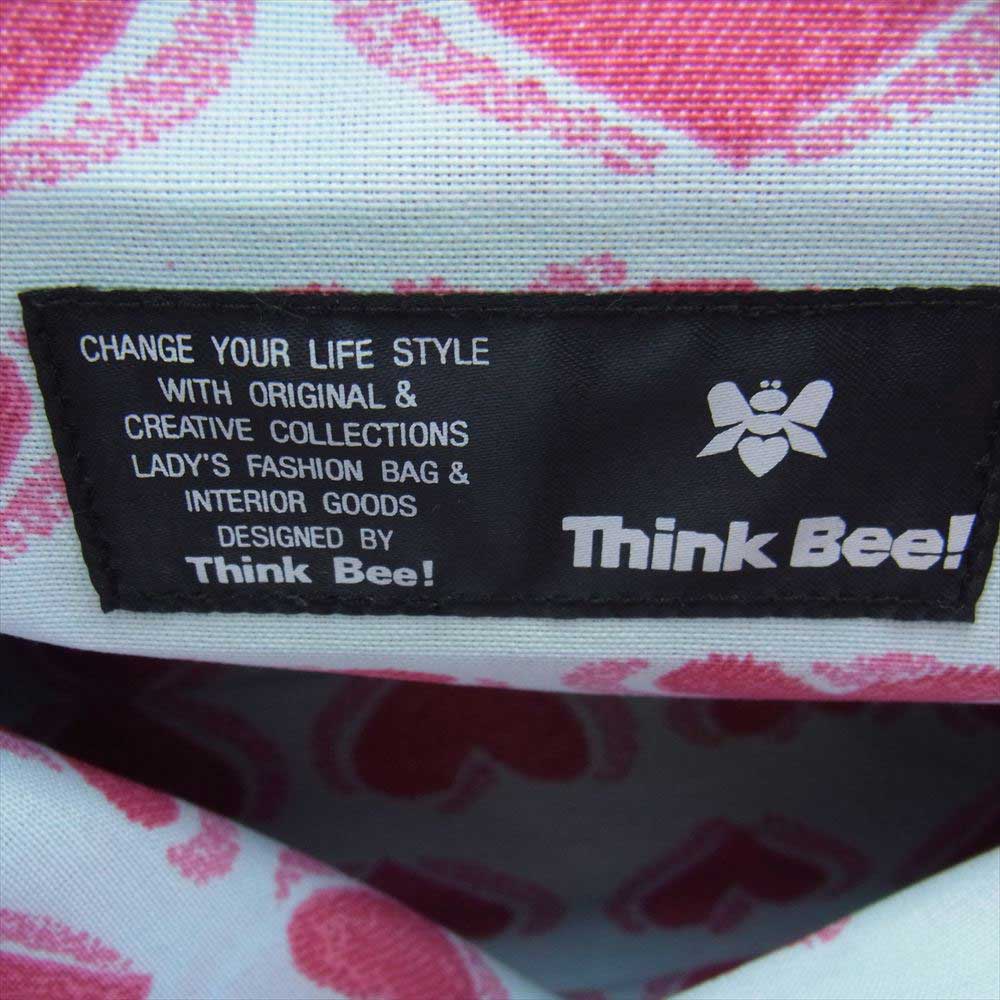 CHANGE YOUR LIFE STYLE
WITH ORIGINAL &
CREATIVE COLLECTIONS
LADY'S FASHION BAG &
INTERIOR GOODS
DESIGNED BY
Think Bee!
Think Bee!